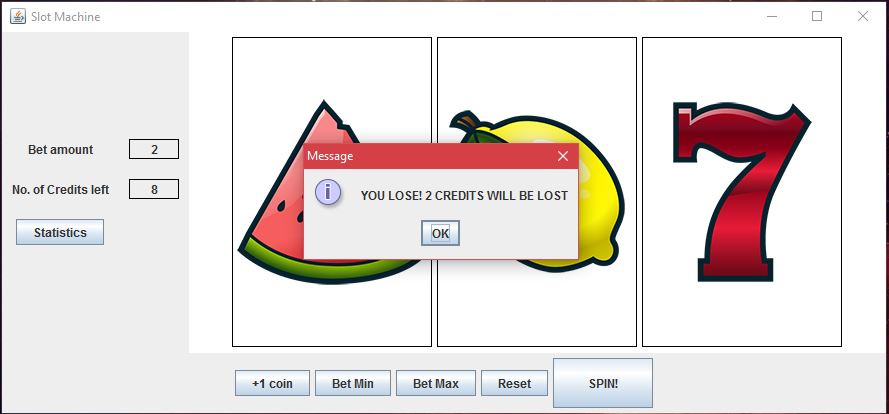 Slot Machine
Bet amount 2
No. of Credits left 8
Statistics
Message
i
YOU LOSE! 2 CREDITS WILL BE LOST
OK
7
+1 coin Bet Min Bet Max Reset SPIN!